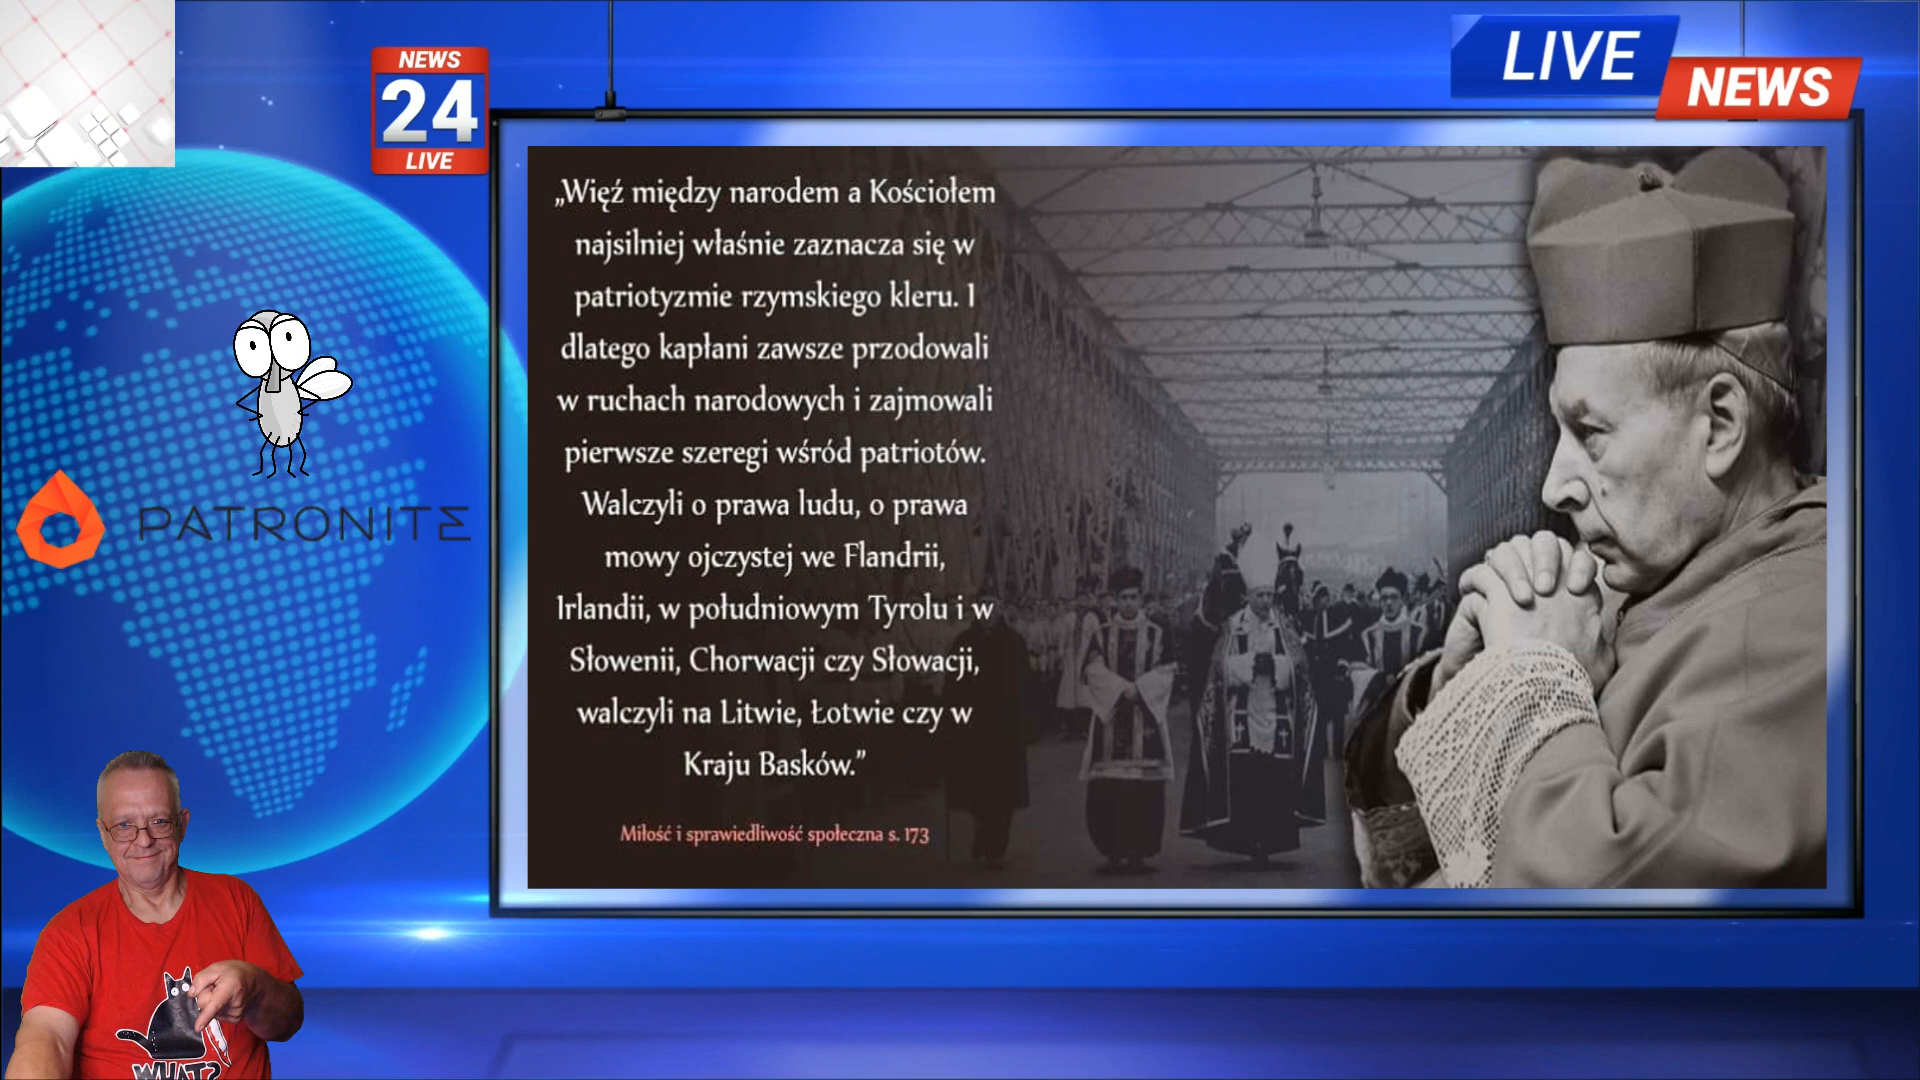 NEWS
24
LIVE
LIVE
NEWS
„Więź między narodem a Kościołem
najsilniej właśnie zaznacza się w
patriotyzmie rzymskiego kleru. I
dlatego kapłani zawsze przodowali
w ruchach narodowych i zajmowali
pierwsze szeregi wśród patriotów.
Walczyli o prawa ludu, o prawa
mowy ojczystej we Flandrii,
Irlandii, w południowym Tyrolu i w
Słowenii, Chorwacji czy Słowacji,
walczyli na Litwie, Łotwie czy w
Kraju Basków.”
Miłość i sprawiedliwość społeczna s. 173
PATRONITE
WHAT?